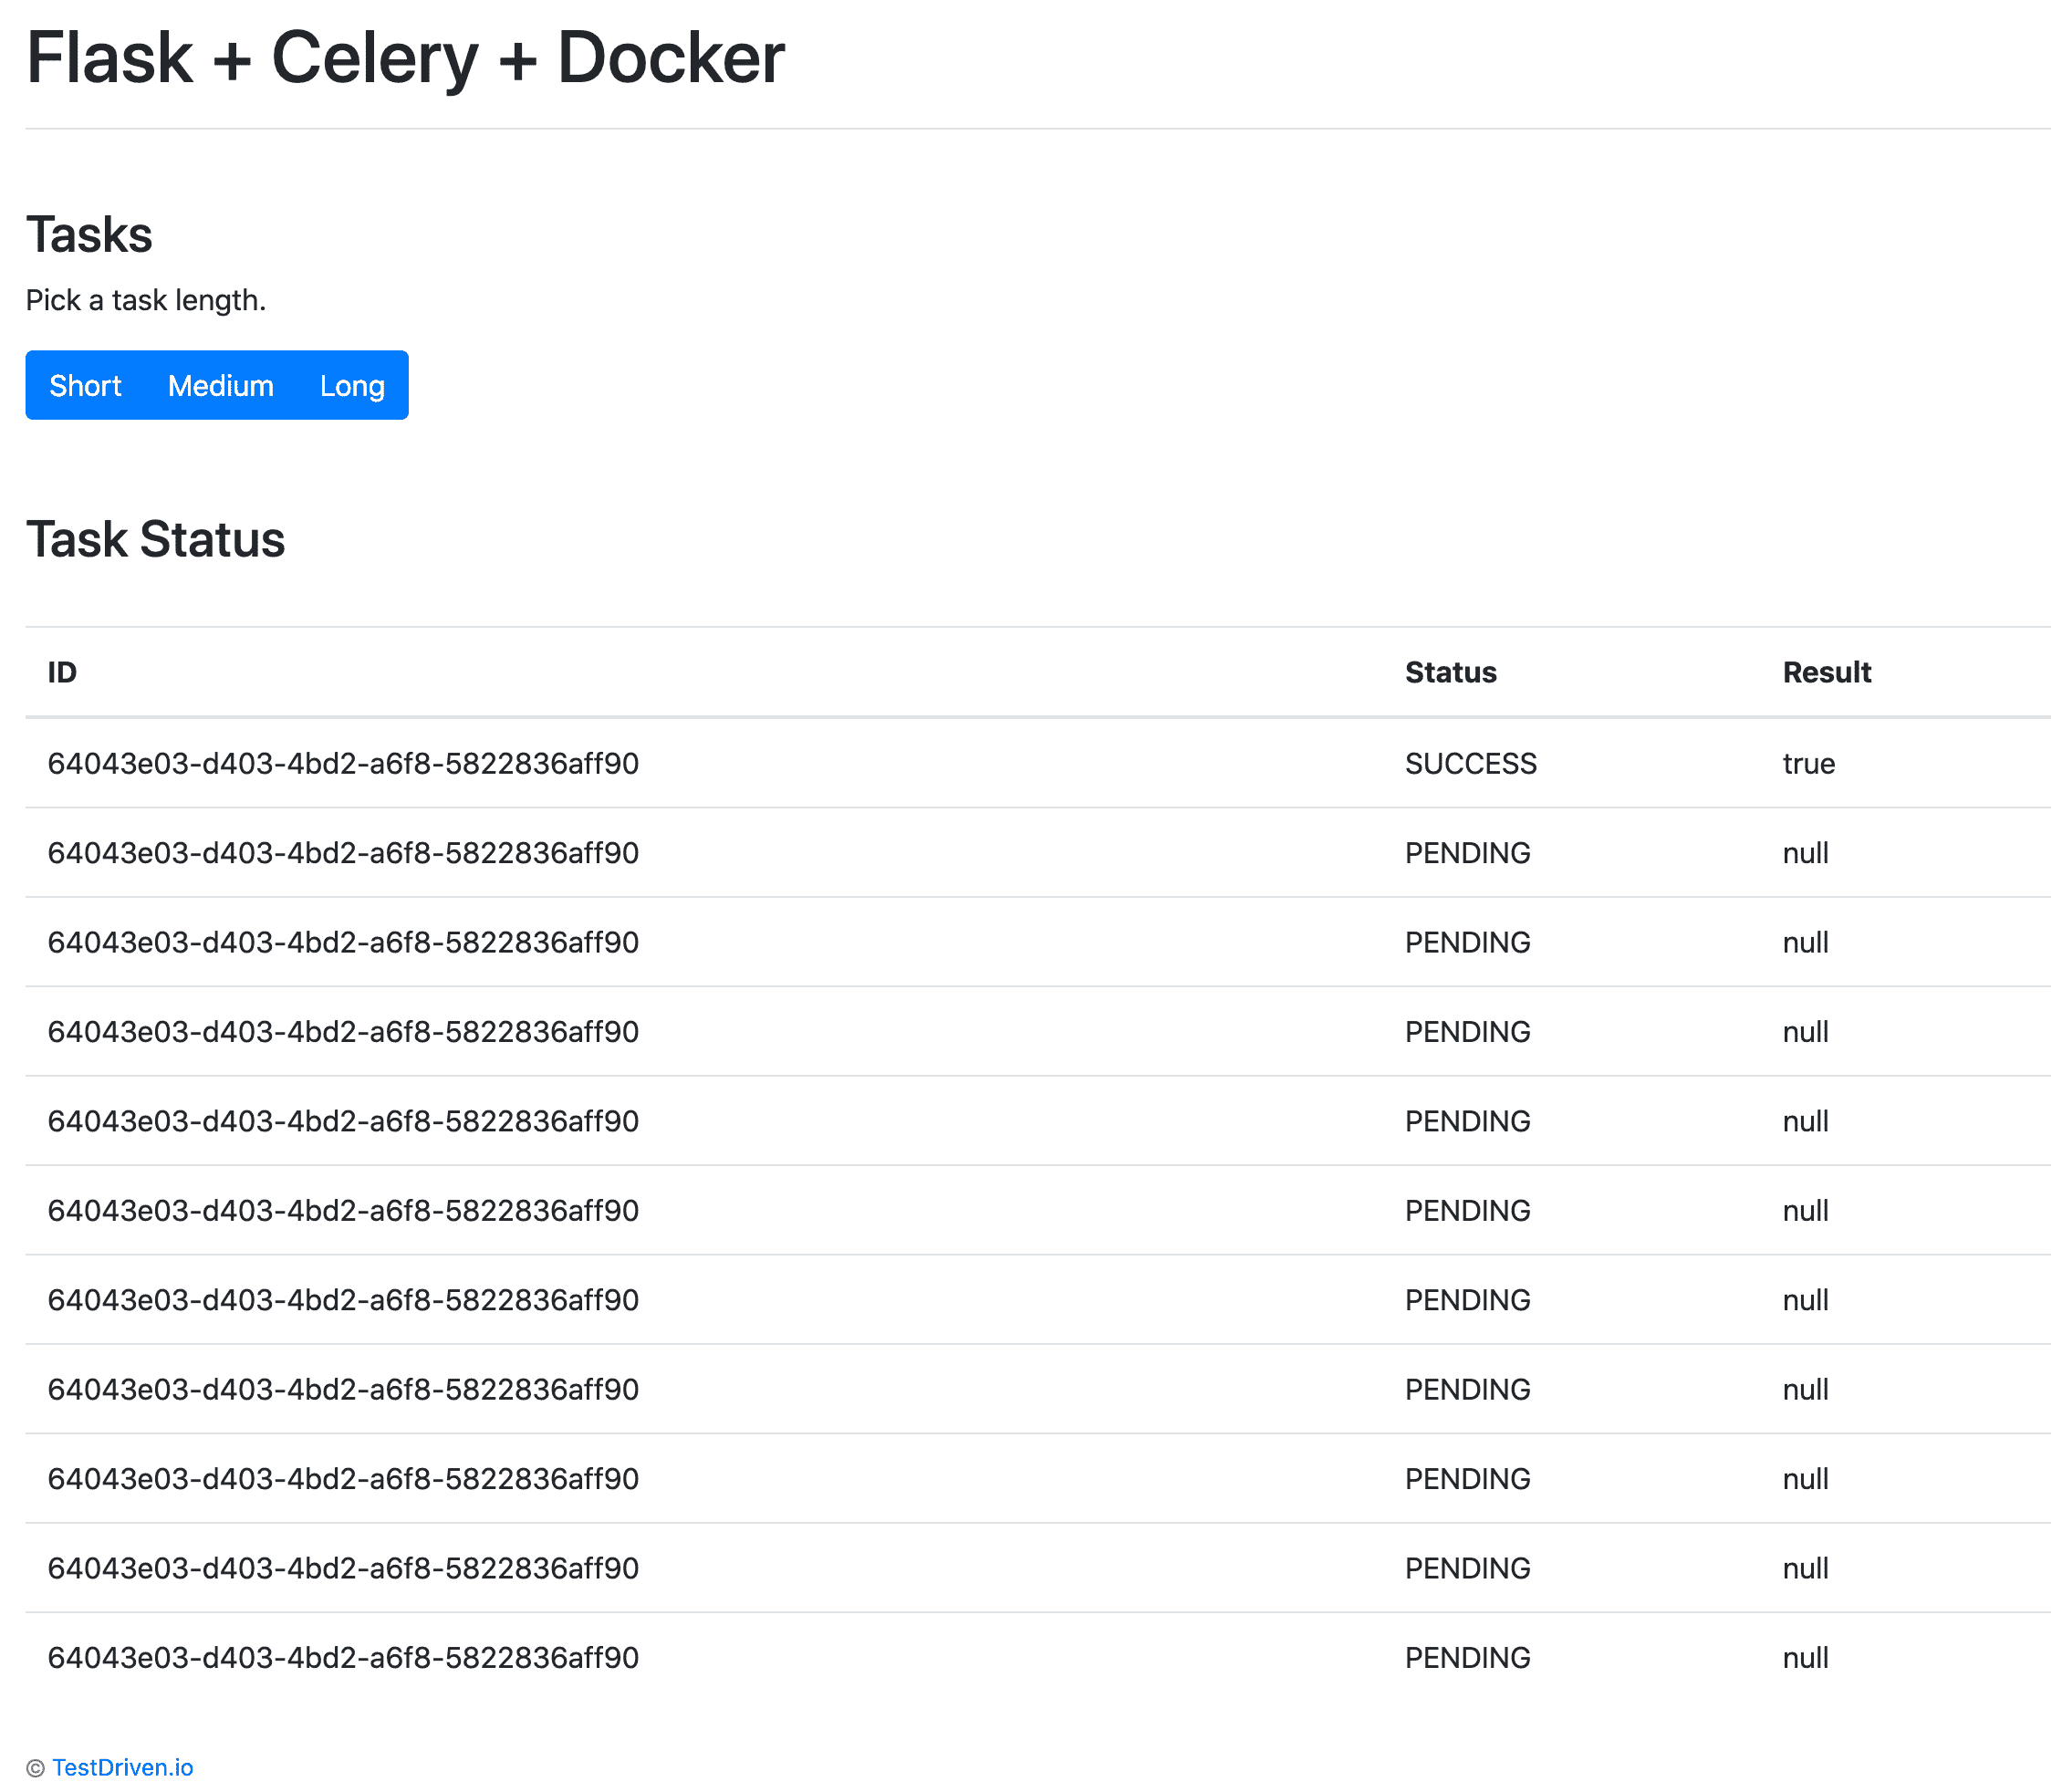 Flask + Celery + Docker
Tasks
Pick a task length.
Short Medium Long
Task Status
ID Status Result
64043e03-d403-4bd2-a6f8-5822836aff90 SUCCESS true
64043e03-d403-4bd2-a6f8-5822836aff90 PENDING null
64043e03-d403-4bd2-a6f8-5822836aff90 PENDING null
64043e03-d403-4bd2-a6f8-5822836aff90 PENDING null
64043e03-d403-4bd2-a6f8-5822836aff90 PENDING null
64043e03-d403-4bd2-a6f8-5822836aff90 PENDING null
64043e03-d403-4bd2-a6f8-5822836aff90 PENDING null
64043e03-d403-4bd2-a6f8-5822836aff90 PENDING null
64043e03-d403-4bd2-a6f8-5822836aff90 PENDING null
64043e03-d403-4bd2-a6f8-5822836aff90 PENDING null
64043e03-d403-4bd2-a6f8-5822836aff90 PENDING null
© TestDriven.io